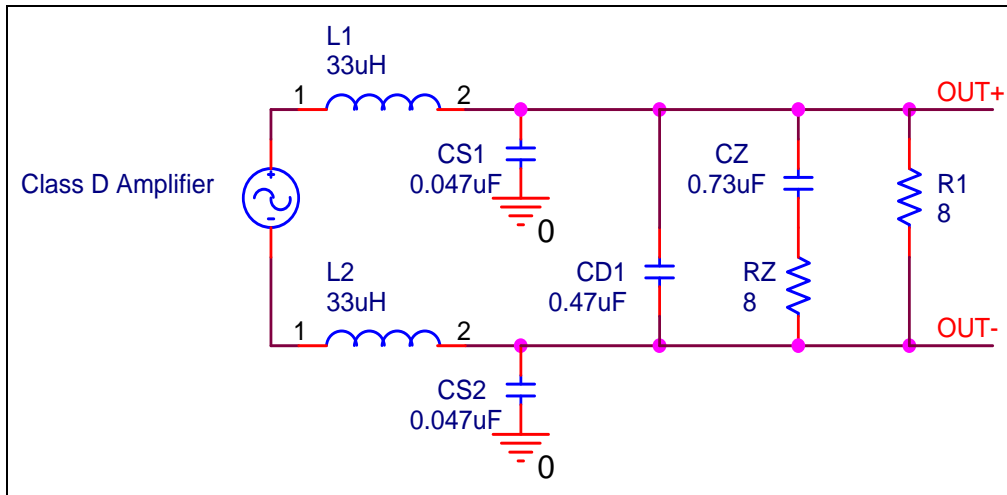 L1
33uH
1
2
OUT+
CS1
0.047uF
CZ
0.73uF
Class D Amplifier
+
-
R1
8
0
L2
33uH
CD1
0.47uF
RZ
8
1
2
OUT-
CS2
0.047uF
0